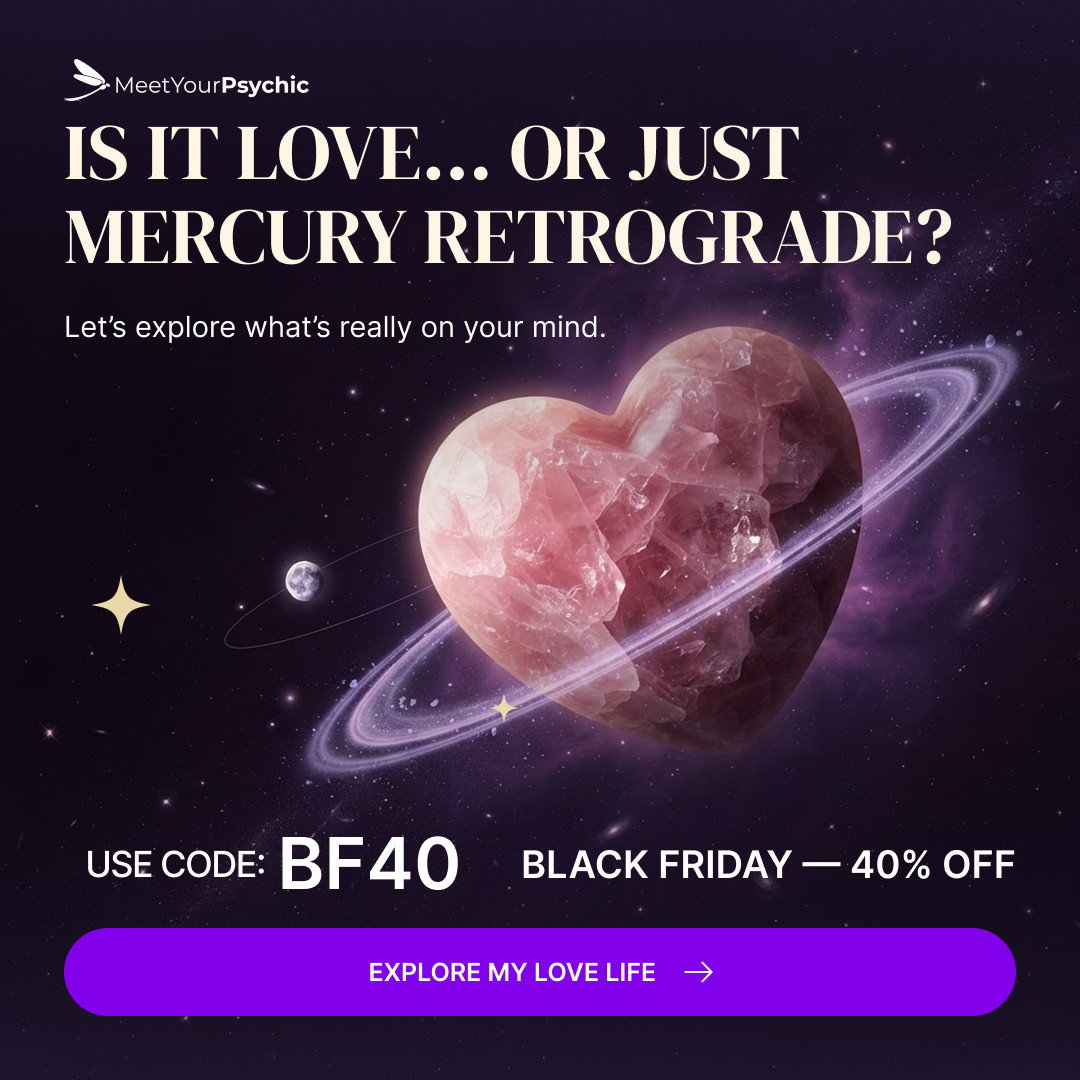 MeetYourPsychic
IS IT LOVE... OR JUST
MERCURY RETROGRADE?
Let’s explore what’s really on your mind.
USE CODE: BF40
BLACK FRIDAY — 40% OFF
EXPLORE MY LOVE LIFE →